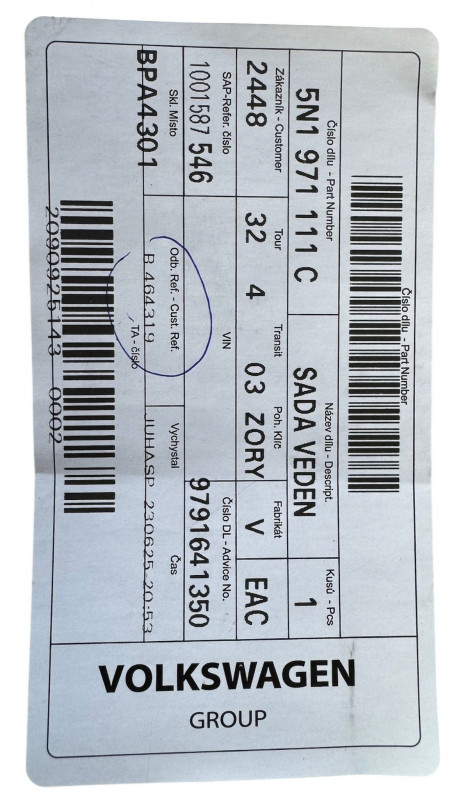 Číslo dílu - Part Number
Číslo dílu - Part Number
Název dílu - Descript.
Kusů - Pcs
5N1 971 111 C
SADA VEDEN
1
Zákazník - Customer
Tour
Transit
Poh. Klíc
Fabrikát
2448
32
4
03 ZORY
V
EAC
SAP-Refer. číslo
VIN
Číslo DL - Advice No.
1001587 546
9791641350
Skl. Místo
Odb. Ref. - Cust. Ref.
Vychystal
Čas
BPA4301
B 464319
JUHASP 230625 20:53
TA - číslo
2090925143 0002
VOLKSWAGEN
GROUP